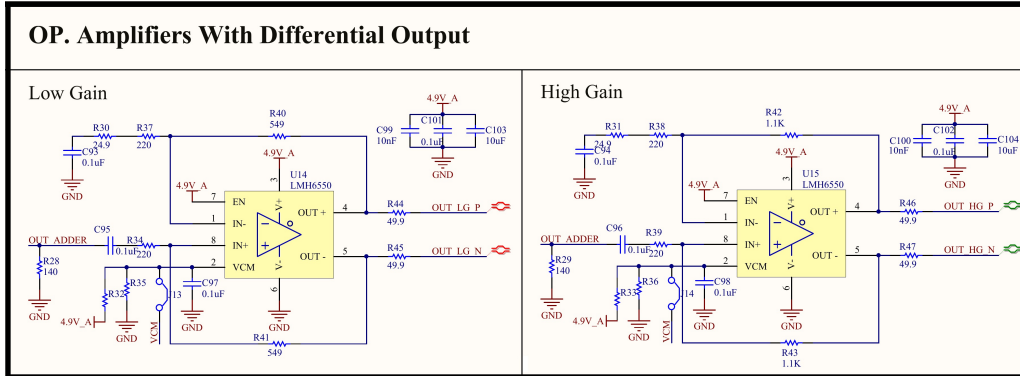 OP. Amplifiers With Differential Output
Low Gain
R30
24.9
R37
220
C93
0.1uF
GND
R40
549
4.9V_A
C99
10nF
C101
0.1uF
C103
10uF
GND
4.9V_A
U14
LMH6550
4.9V_A
7
EN
1
IN-
8
IN+
2
VCM
3
V+
V-
6
OUT +
4
OUT -
5
R44
49.9
OUT_LG_P
R45
49.9
OUT_LG_N
OUT_ADDER
C95
0.1uF
R34
220
R28
140
GND
R32
R35
J13
C97
0.1uF
4.9V_A
GND
VCM
GND
GND
R41
549
High Gain
R31
24.9
R38
220
C94
0.1uF
GND
R42
1.1K
4.9V_A
C100
10nF
C102
0.1uF
C104
10uF
GND
4.9V_A
U15
LMH6550
4.9V_A
7
EN
1
IN-
8
IN+
2
VCM
3
V+
V-
6
OUT +
4
OUT -
5
R46
49.9
OUT_HG_P
R47
49.9
OUT_HG_N
OUT_ADDER
C96
0.1uF
R39
220
R29
140
GND
R33
R36
J14
C98
0.1uF
4.9V_A
GND
VCM
GND
GND
R43
1.1K